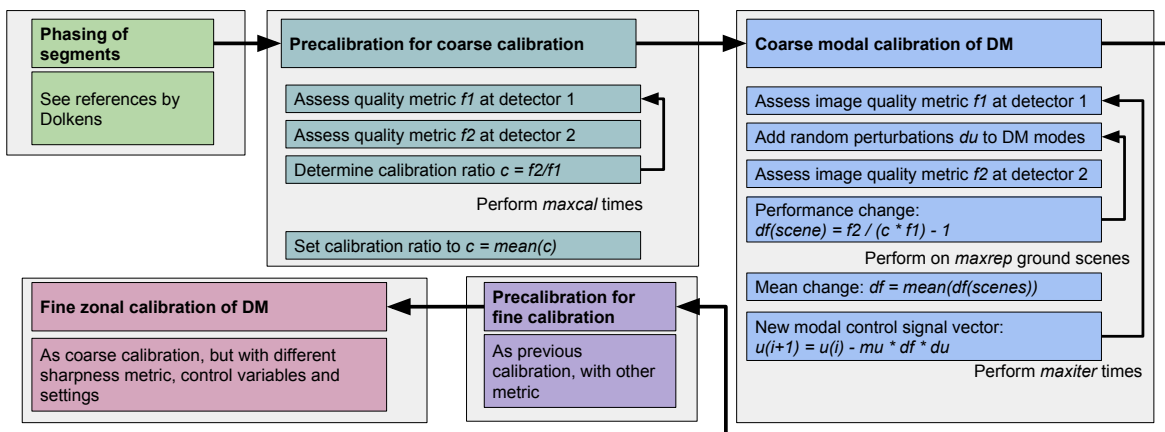 Phasing of
segments
See references by
Dolkens
Precalibration for coarse calibration
Assess quality metric f1 at detector 1
Assess quality metric f2 at detector 2
Determine calibration ratio c = f2/f1
Perform maxcal times
Set calibration ratio to c = mean(c)
Coarse modal calibration of DM
Assess image quality metric f1 at detector 1
Add random perturbations du to DM modes
Assess image quality metric f2 at detector 2
Performance change:
df(scene) = f2 / (c * f1) - 1
Perform on maxrep ground scenes
Mean change: df = mean(df(scenes))
New modal control signal vector:
u(i+1) = u(i) - mu * df * du
Perform maxiter times
Precalibration for
fine calibration
As previous
calibration, with other
metric
Fine zonal calibration of DM
As coarse calibration, but with different
sharpness metric, control variables and
settings